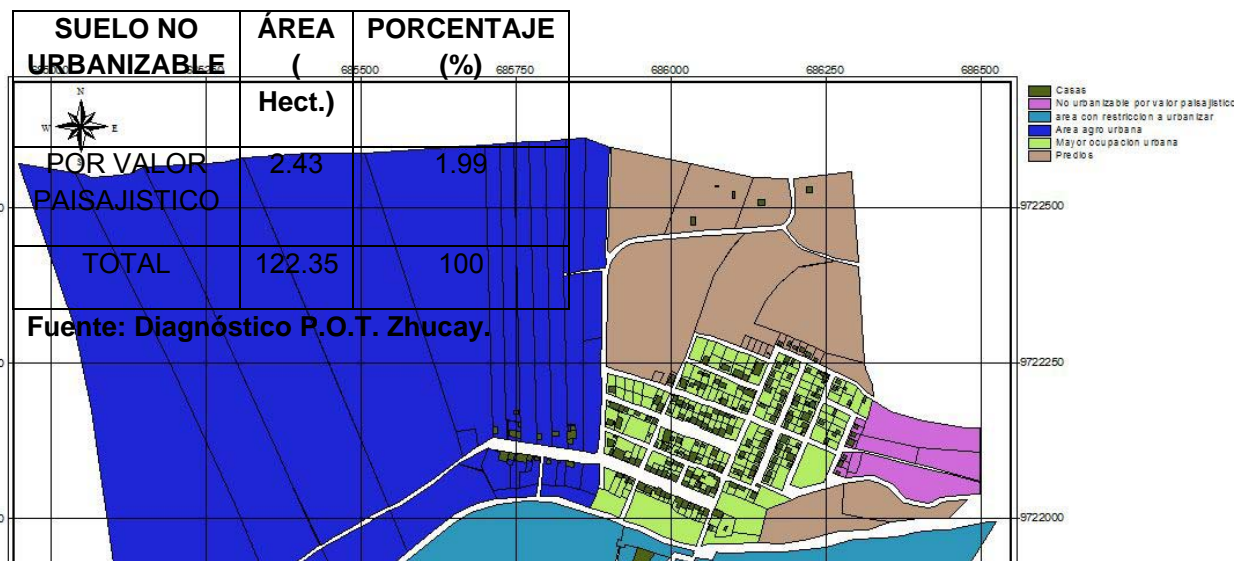 SUELO NO
URBANIZABLE
ÁREA
(
Hect.)
PORCENTAJE
(%)
POR VALOR
PAISAJISTICO
2.43
1.99
TOTAL
122.35
100
Fuente: Diagnóstico P.O.T. Zhucay.
685500
685750
686000
686250
686500
N
W
E
S
Casas
No urbanizable por valor paisajistico
area con restriccion a urbanizar
Area agro urbana
Mayor ocupacion urbana
Predios
9722500
9722250
9722000